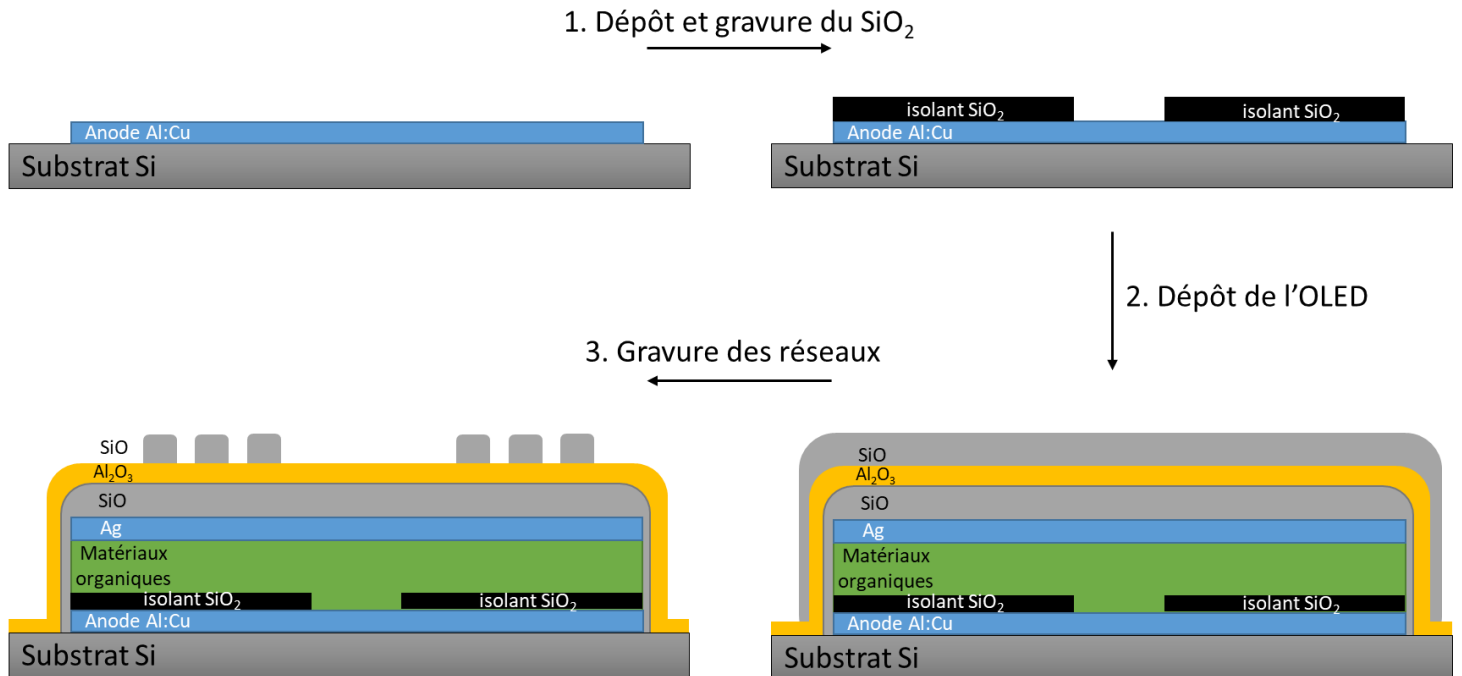 1. Dépôt et gravure du SiO₂
Anode Al:Cu
Substrat Si
isolant SiO₂
isolant SiO₂
Anode Al:Cu
Substrat Si
2. Dépôt de l’OLED
3. Gravure des réseaux
SiO
Al₂O₃
SiO
Ag
Matériaux
organiques
isolant SiO₂
isolant SiO₂
Anode Al:Cu
Substrat Si
SiO
Al₂O₃
SiO
Ag
Matériaux
organiques
isolant SiO₂
isolant SiO₂
Anode Al:Cu
Substrat Si